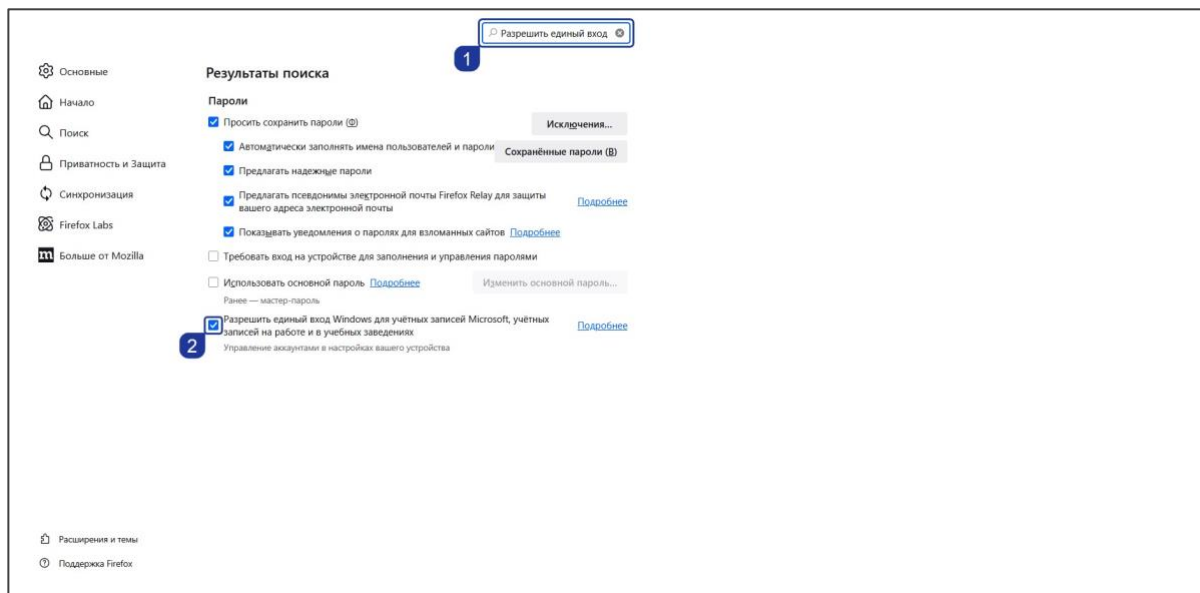 Разрешить единый вход
1
Основные
Начало
Поиск
Приватность и Защита
Синхронизация
Firefox Labs
m Больше от Mozilla
Результаты поиска
Пароли
Просить сохранить пароли (Ф)
Исключения...
Автоматически заполнять имена пользователей и пароли
Сохранённые пароли (В)
Предлагать надежные пароли
Предлагать псевдонимы электронной почты Firefox Relay для защиты
вашего адреса электронной почты
Подробнее
Показывать уведомления о паролях для взломанных сайтов Подробнее
Требовать вход на устройстве для заполнения и управления паролями
Использовать основной пароль Подробнее
Изменить основной пароль...
Ранее — мастер-пароль
Разрешить единый вход Windows для учётных записей Microsoft, учётных
записей на работе и в учебных заведениях
Подробнее
2
Управление аккаунтами в настройках вашего устройства
Расширения и темы
Поддержка Firefox